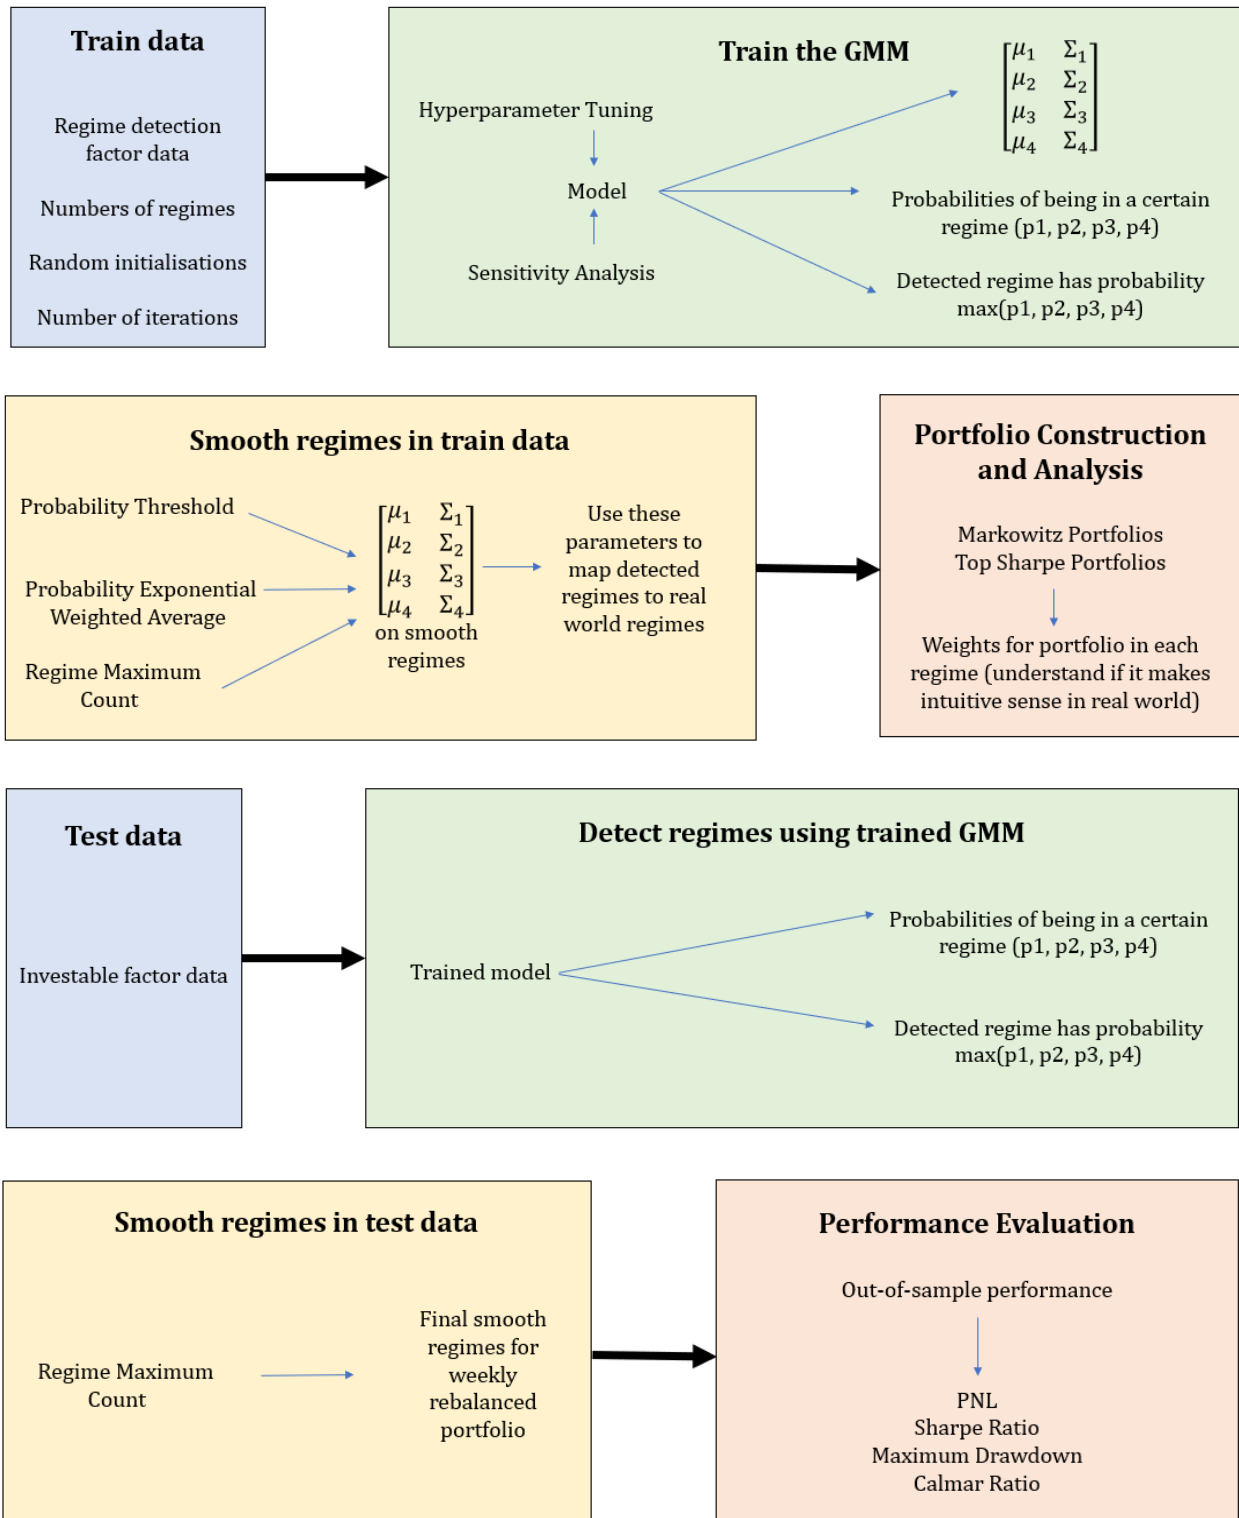 Train data
Regime detection
factor data
Numbers of regimes
Random initialisations
Number of iterations
Train the GMM
Hyperparameter Tuning
Model
Sensitivity Analysis
μ₁ Σ₁
μ₂ Σ₂
μ₃ Σ₃
μ₄ Σ₄
Probabilities of being in a certain
regime (p1, p2, p3, p4)
Detected regime has probability
max(p1, p2, p3, p4)
Smooth regimes in train data
Probability Threshold
Probability Exponential
Weighted Average
Regime Maximum
Count
μ₁ Σ₁
μ₂ Σ₂
μ₃ Σ₃
μ₄ Σ₄
on smooth
regimes
Use these
parameters to
map detected
regimes to real
world regimes
Portfolio Construction
and Analysis
Markowitz Portfolios
Top Sharpe Portfolios
Weights for portfolio in each
regime (understand if it makes
intuitive sense in real world)
Test data
Investable factor data
Detect regimes using trained GMM
Trained model
Probabilities of being in a certain
regime (p1, p2, p3, p4)
Detected regime has probability
max(p1, p2, p3, p4)
Smooth regimes in test data
Regime Maximum
Count
Final smooth
regimes for
weekly
rebalanced
portfolio
Performance Evaluation
Out-of-sample performance
PNL
Sharpe Ratio
Maximum Drawdown
Calmar Ratio